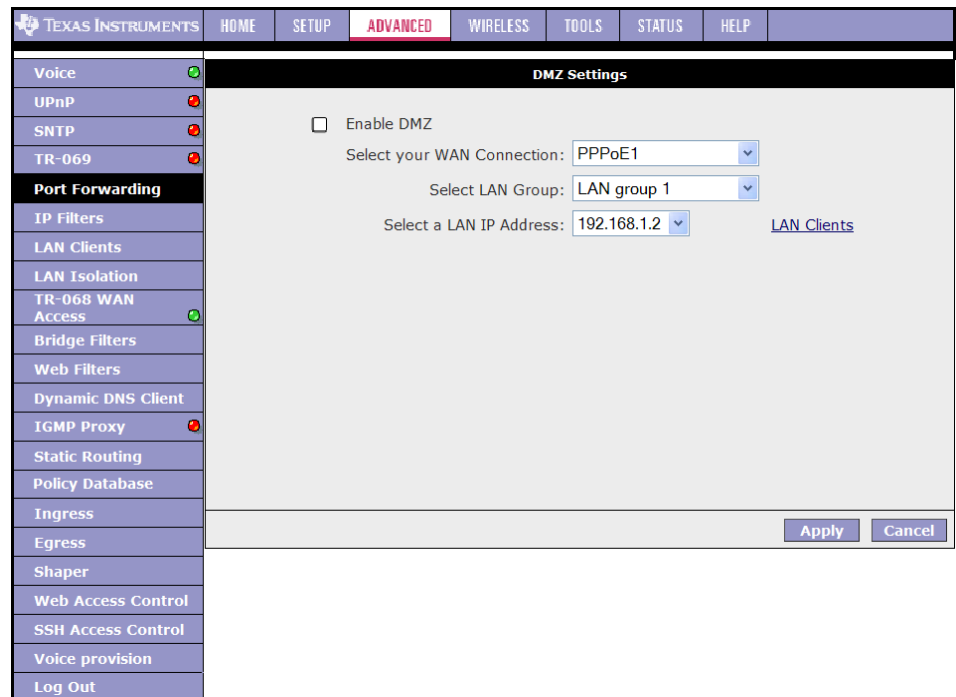 TEXAS INSTRUMENTS
HOME
SETUP
ADVANCED
WIRELESS
TOOLS
STATUS
HELP
Voice
UPnP
SNTP
TR-069
Port Forwarding
IP Filters
LAN Clients
LAN Isolation
TR-068 WAN
Access
Bridge Filters
Web Filters
Dynamic DNS Client
IGMP Proxy
Static Routing
Policy Database
Ingress
Egress
Shaper
Web Access Control
SSH Access Control
Voice provision
Log Out
DMZ Settings
Enable DMZ
Select your WAN Connection: PPPoE1
Select LAN Group: LAN group 1
Select a LAN IP Address: 192.168.1.2 LAN Clients
Apply Cancel